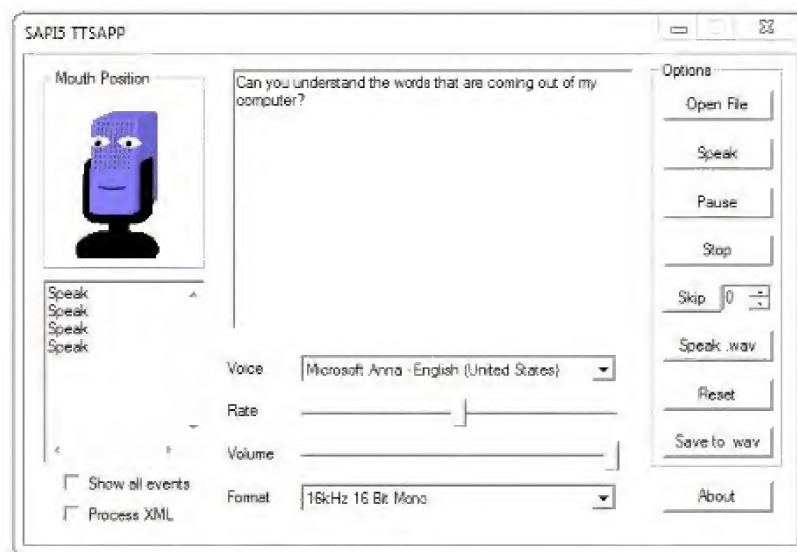 SAPI5 TTSAPP
Mouth Position
Can you understand the words that are coming out of my
computer?
Options
Open File
Speak
Pause
Stop
Skip 0
Speak .wav
Reset
Save to .wav
Speak
Speak
Speak
Speak
Voice Microsoft Anna - English (United States)
Rate
Volume
Format 16kHz 16 Bit Mono
Show all events
Process XML
About